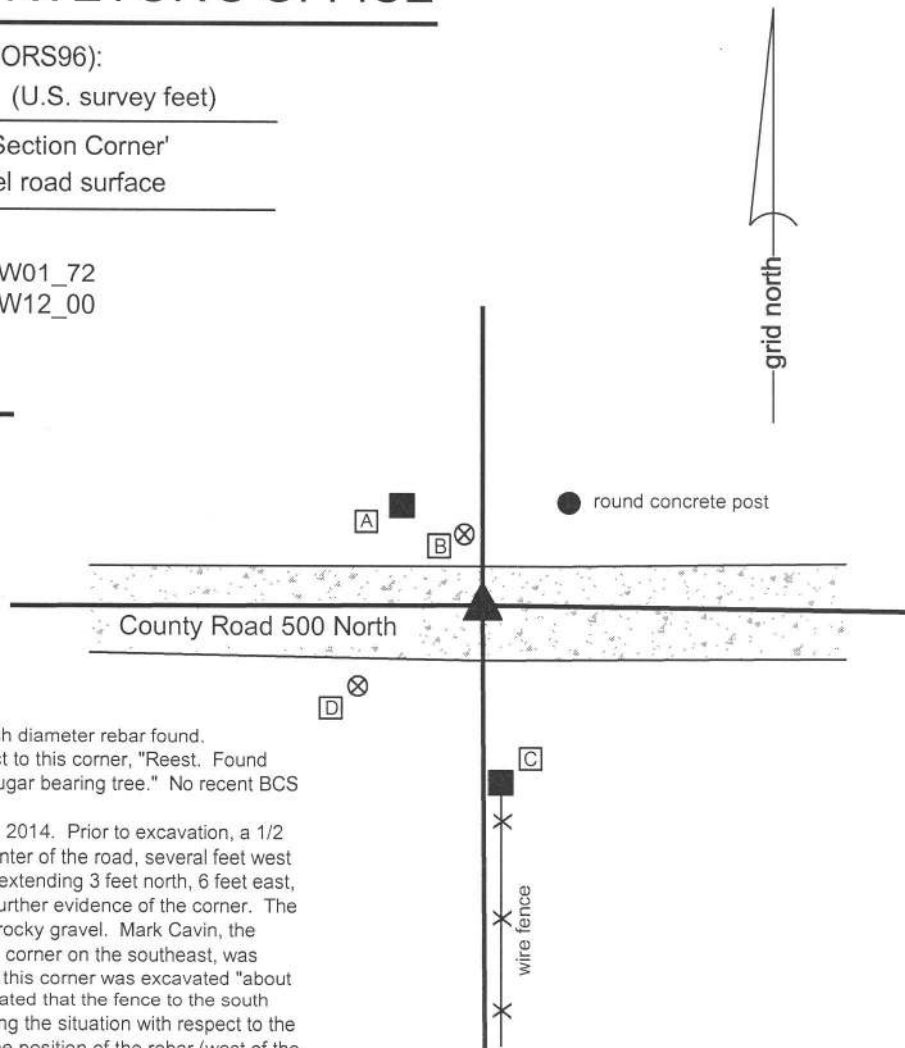 ORS96):
(U.S. survey feet)
Section Corner'
el road surface
W01_72
W12_00
grid north
round concrete post
A
B
County Road 500 North
D
C
wire fence
h diameter rebar found.
ct to this corner, "Reest. Found
ugar bearing tree." No recent BCS
2014. Prior to excavation, a 1/2
nter of the road, several feet west
extending 3 feet north, 6 feet east,
urther evidence of the corner. The
rocky gravel. Mark Cavin, the
corner on the southeast, was
this corner was excavated "about
ated that the fence to the south
ng the situation with respect to the
e position of the rebar (west of the